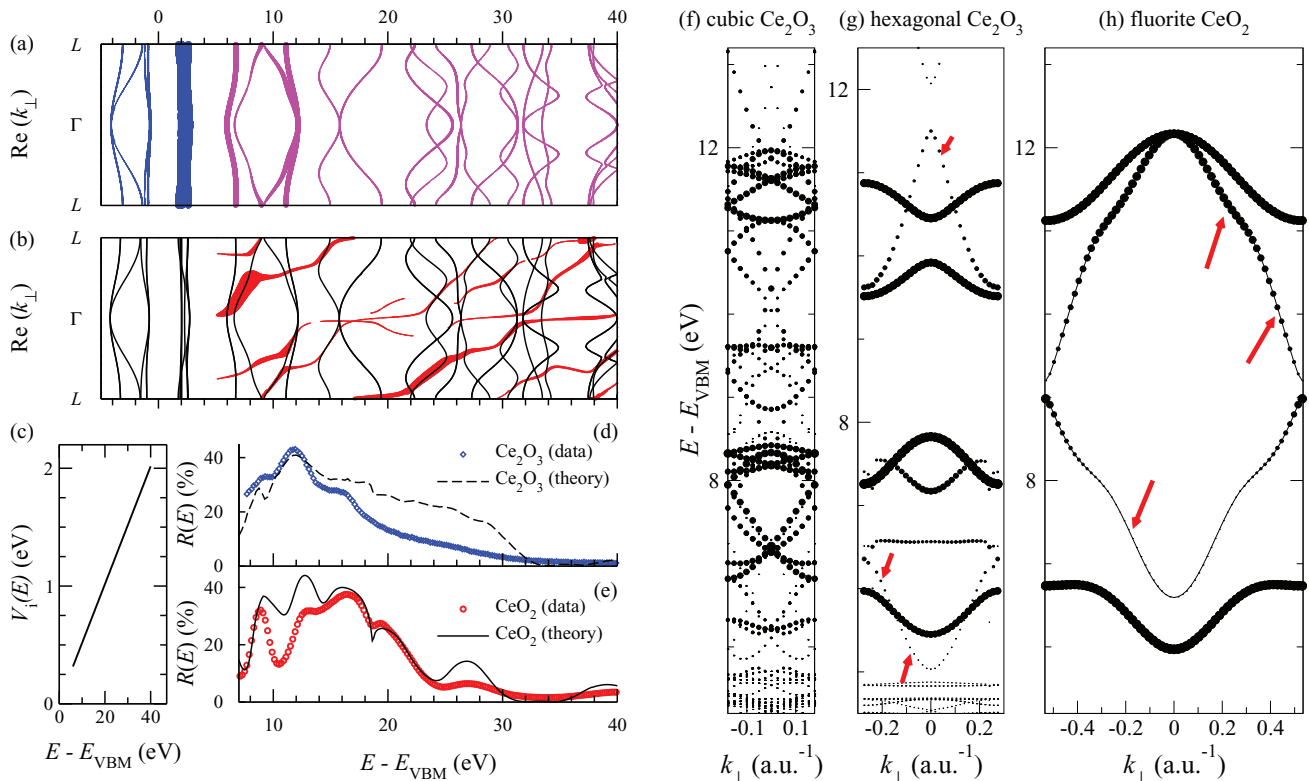 0 10 20 30 40
(a)
L
Γ
L
Re (k⊥)
(b)
L
Γ
L
Re (k⊥)
(c)
2
1
0
Vi(E) (eV)
0 20 40
E - EVBM (eV)
(d)
40
20
0
R(E) (%)
Ce2O3 (data)
Ce2O3 (theory)
(e)
40
20
0
R(E) (%)
CeO2 (data)
CeO2 (theory)
10 20 30 40
E - EVBM (eV)
(f) cubic Ce2O3
12
8
E - EVBM (eV)
-0.1 0.1
k⊥ (a.u.-1)
(g) hexagonal Ce2O3
12
8
-0.2 0 0.2
k⊥ (a.u.-1)
(h) fluorite CeO2
12
8
-0.4 -0.2 0 0.2 0.4
k⊥ (a.u.-1)